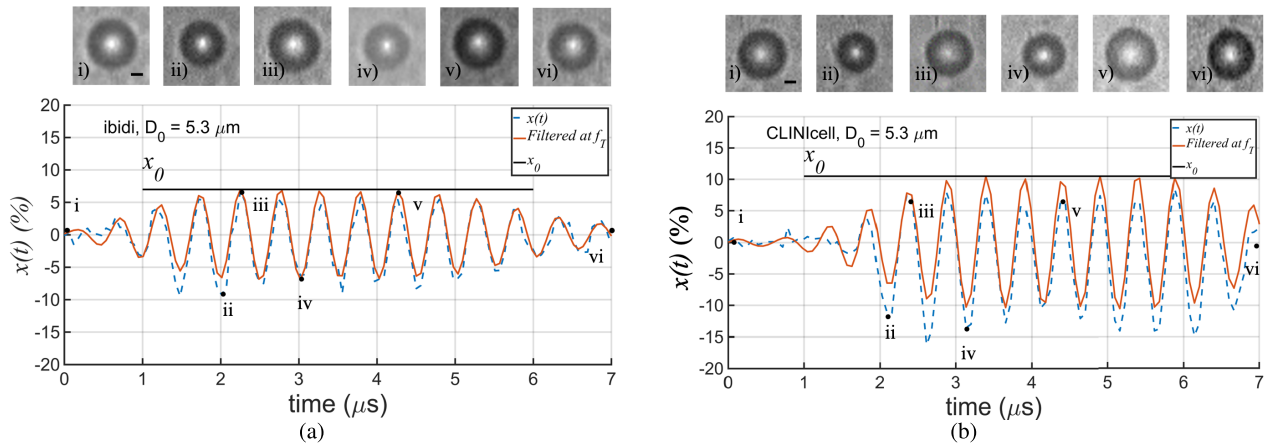 i)
ii)
iii)
iv)
v)
vi)
20
15
10
5
0
-5
-10
-15
-20
x(t) (%)
ibidi, D0 = 5.3 μm
x0
x(t)
Filtered at fT
x0
i
ii
iii
iv
v
vi
0 1 2 3 4 5 6 7
time (μs)
(a)
i)
ii)
iii)
iv)
v)
vi)
20
15
10
5
0
-5
-10
-15
-20
x(t) (%)
CLINIcell, D0 = 5.3 μm
x0
x(t)
Filtered at fT
x0
i
ii
iii
iv
v
vi
0 1 2 3 4 5 6 7
time (μs)
(b)